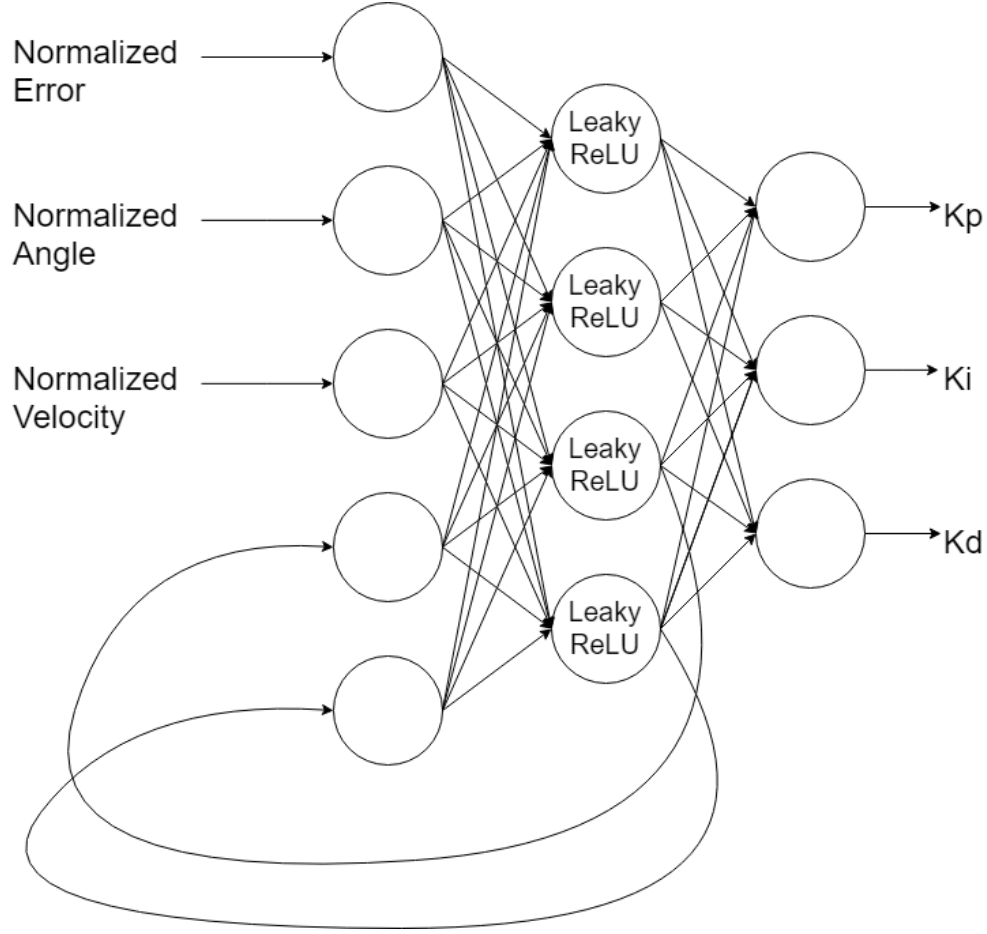 Normalized
Error
Normalized
Angle
Normalized
Velocity
Leaky
ReLU
Leaky
ReLU
Leaky
ReLU
Leaky
ReLU
Kp
Ki
Kd